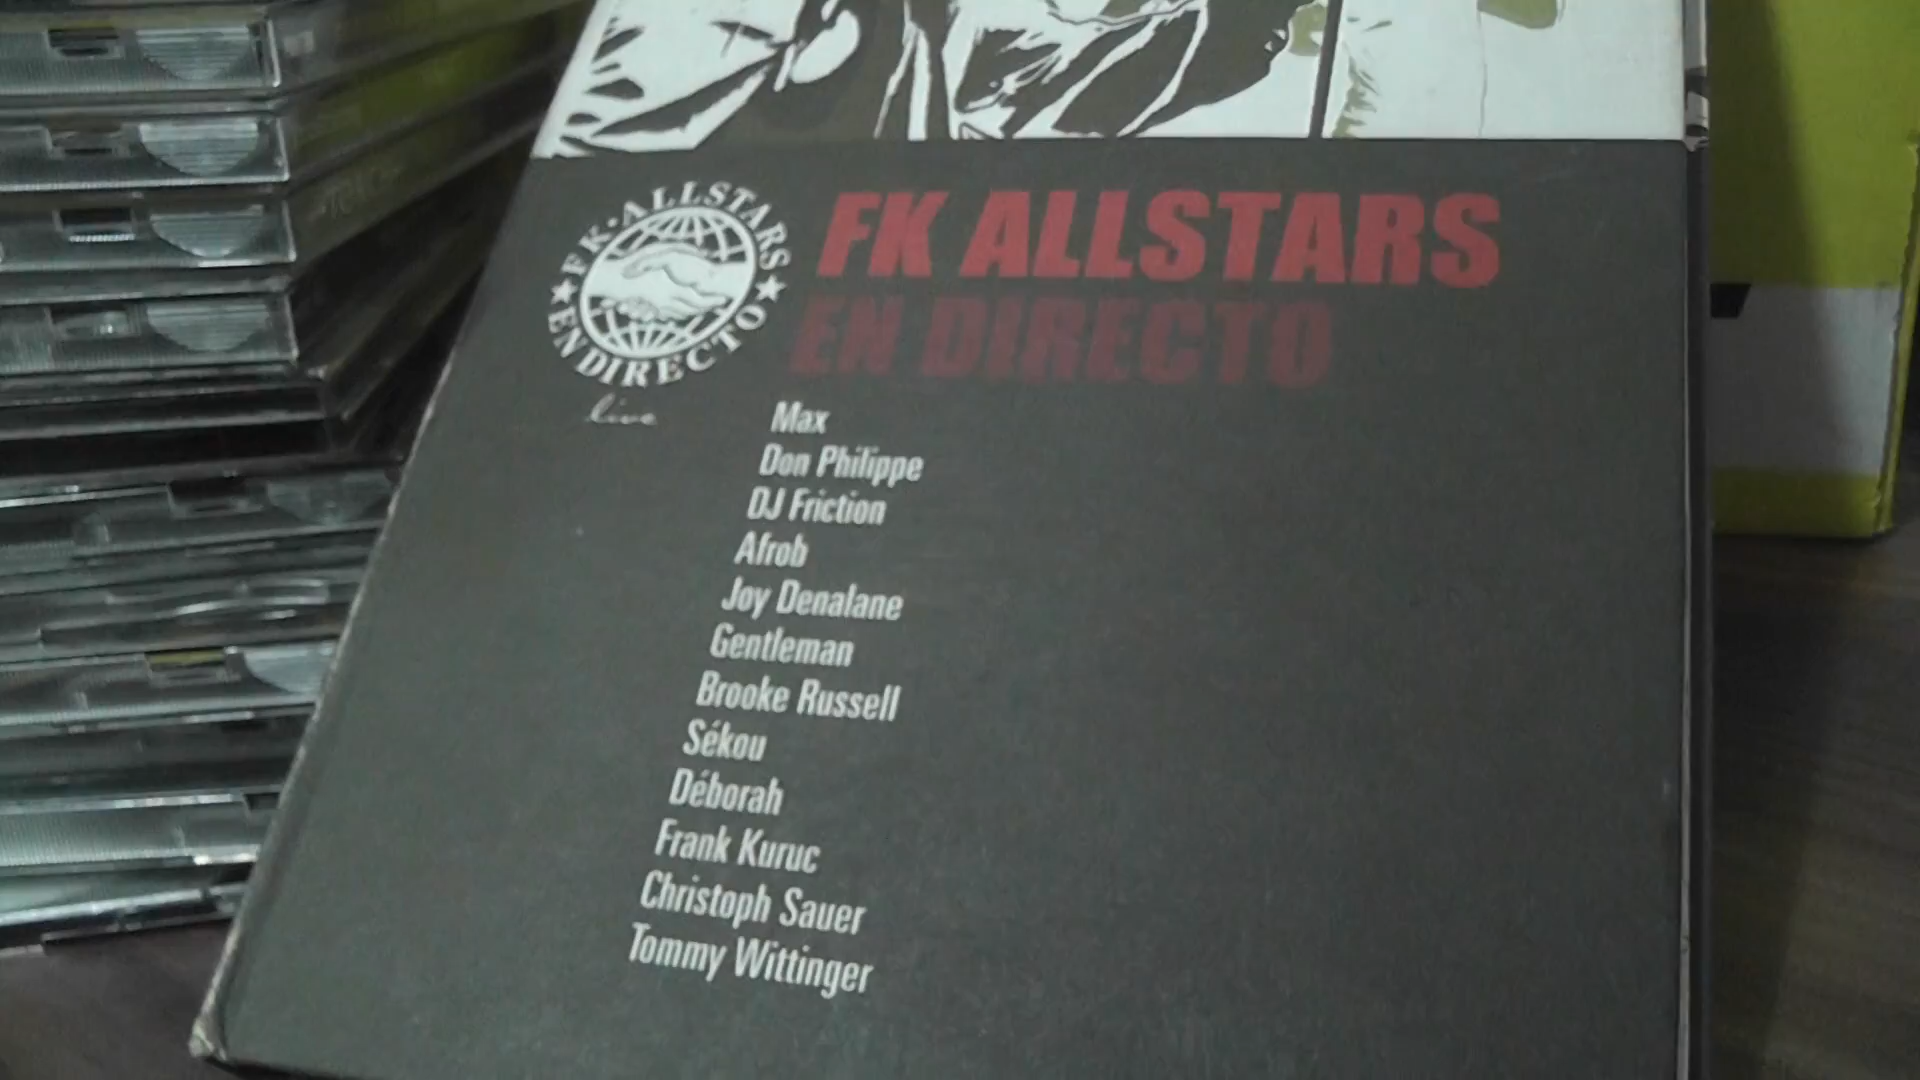 FK·ALLSTARS
★ EN DIRECTO ★
live
FK ALLSTARS
EN DIRECTO
Max
Don Philippe
DJ Friction
Afrob
Joy Denalane
Gentleman
Brooke Russell
Sékou
Déborah
Frank Kuruc
Christoph Sauer
Tommy Wittinger